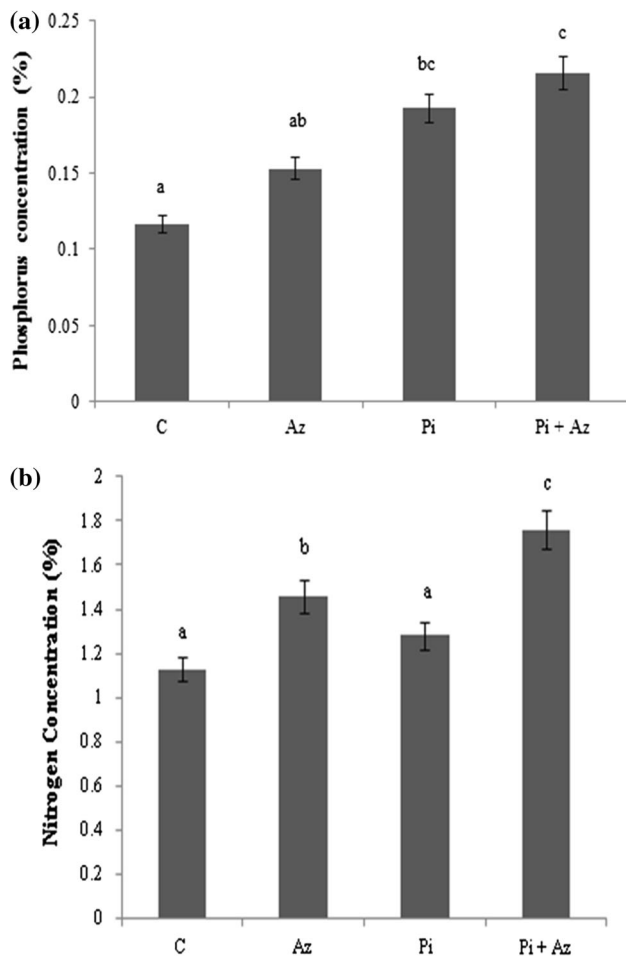 (a)
Phosphorus concentration (%)
0.25
0.2
0.15
0.1
0.05
0
a
ab
bc
c
C Az Pi Pi + Az
(b)
Nitrogen Concentration (%)
2
1.8
1.6
1.4
1.2
1
0.8
0.6
0.4
0.2
0
a
b
a
c
C Az Pi Pi + Az